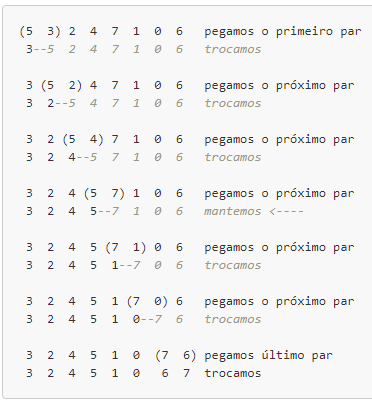 (5 3) 2 4 7 1 0 6 pegamos o primeiro par
3--5 2 4 7 1 0 6 trocamos
3 (5 2) 4 7 1 0 6 pegamos o próximo par
3 2--5 4 7 1 0 6 trocamos
3 2 (5 4) 7 1 0 6 pegamos o próximo par
3 2 4--5 7 1 0 6 trocamos
3 2 4 (5 7) 1 0 6 pegamos o próximo par
3 2 4 5--7 1 0 6 mantemos <----
3 2 4 5 (7 1) 0 6 pegamos o próximo par
3 2 4 5 1--7 0 6 trocamos
3 2 4 5 1 (7 0) 6 pegamos o próximo par
3 2 4 5 1 0--7 6 trocamos
3 2 4 5 1 0 (7 6) pegamos último par
3 2 4 5 1 0 6 7 trocamos